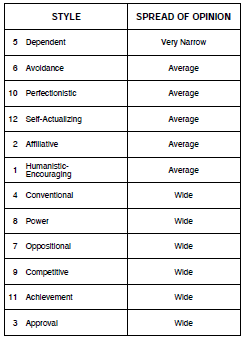 STYLE SPREAD OF OPINION
5 Dependent Very Narrow
6 Avoidance Average
10 Perfectionistic Average
12 Self-Actualizing Average
2 Affiliative Average
1 Humanistic-
Encouraging Average
4 Conventional Wide
8 Power Wide
7 Oppositional Wide
9 Competitive Wide
11 Achievement Wide
3 Approval Wide